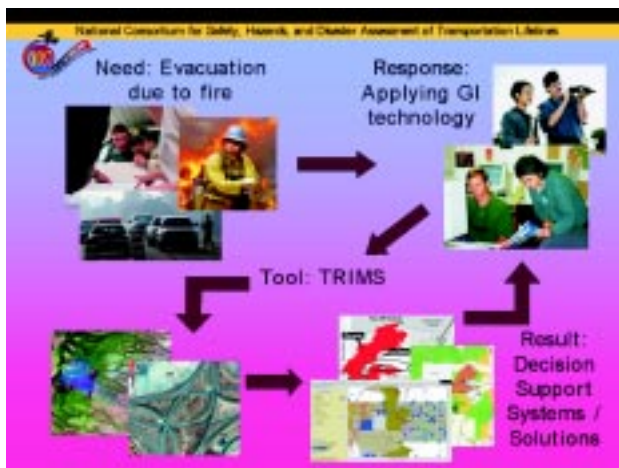 National Consortium for Safety, Hazards, and Disaster Assessment of Transportation Lifelines
Need: Evacuation
due to fire
Response:
Applying GI
technology
Tool: TRIMS
Result:
Decision
Support
Systems /
Solutions